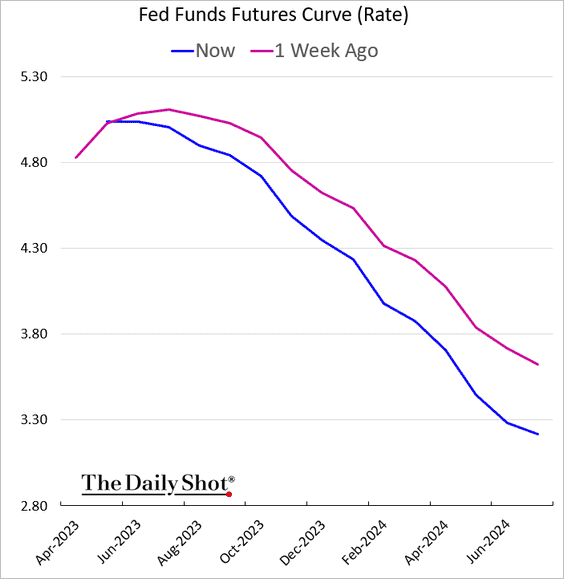 Fed Funds Futures Curve (Rate)
Now 1 Week Ago
5.30
4.80
4.30
3.80
3.30
2.80
The Daily Shot®
Apr-2023
Jun-2023
Aug-2023
Oct-2023
Dec-2023
Feb-2024
Apr-2024
Jun-2024